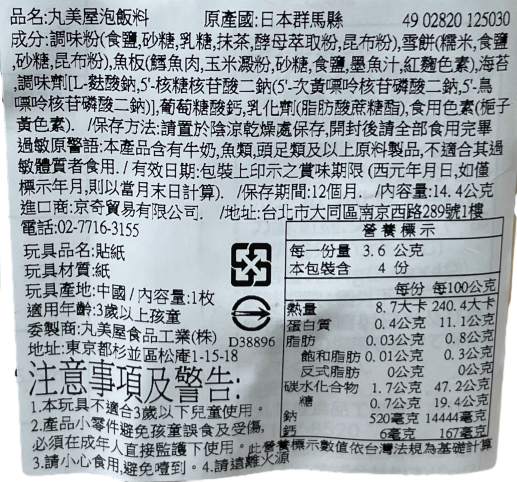 品名:丸美屋泡飯料 原產國:日本群馬縣 49 02820 125030
成分:調味粉(食鹽,砂糖,乳糖,抹茶,酵母萃取粉,昆布粉),雪餅(糯米,食鹽
,砂糖,昆布粉),魚板(鱈魚肉,玉米澱粉,砂糖,食鹽,墨魚汁,紅麴色素),海苔
,調味劑[L-麩酸鈉,5'-核糖核苷酸二鈉(5'-次黃嘌呤核苷磷酸二鈉,5'-鳥
嘌呤核苷磷酸二鈉)],葡萄糖酸鈣,乳化劑(脂肪酸蔗糖酯),食用色素(梔子
黃色素). /保存方法:請置於陰涼乾燥處保存,開封後請全部食用完畢
過敏原警語:本產品含有牛奶,魚類,頭足類及以上原料製品,不適合其過
敏體質者食用. / 有效日期:包裝上印示之賞味期限 (西元年月日,如僅
標示年月,則以當月末日計算). /保存期間:12個月. /內容量:14.4公克
進口商:京奇貿易有限公司. /地址:台北市大同區南京西路289號1樓
電話:02-7716-3155
玩具品名:貼紙
玩具材質:紙
玩具產地:中國 / 內容量:1枚
適用年齡:3歲以上孩童
委製商:丸美屋食品工業(株) D38896
地址:東京都杉並區松庵1-15-18
注意事項及警告:
1.本玩具不適合3歲以下兒童使用。
2.產品小零件避免孩童誤食及受傷,
必須在成年人直接監護下使用。
3.請小心食用,避免噎到。4.請遠離火源
營養標示
每一份量 3.6 公克
本包裝含 4 份
每份 每100公克
熱量 8.7大卡 240.4大卡
蛋白質 0.4公克 11.1公克
脂肪 0.03公克 0.8公克
飽和脂肪 0.01公克 0.3公克
反式脂肪 0公克 0公克
碳水化合物 1.7公克 47.2公克
糖 0.7公克 19.4公克
鈉 520毫克 14444毫克
鈣 6毫克 167毫克
此營養標示數值依台灣法規為基礎計算